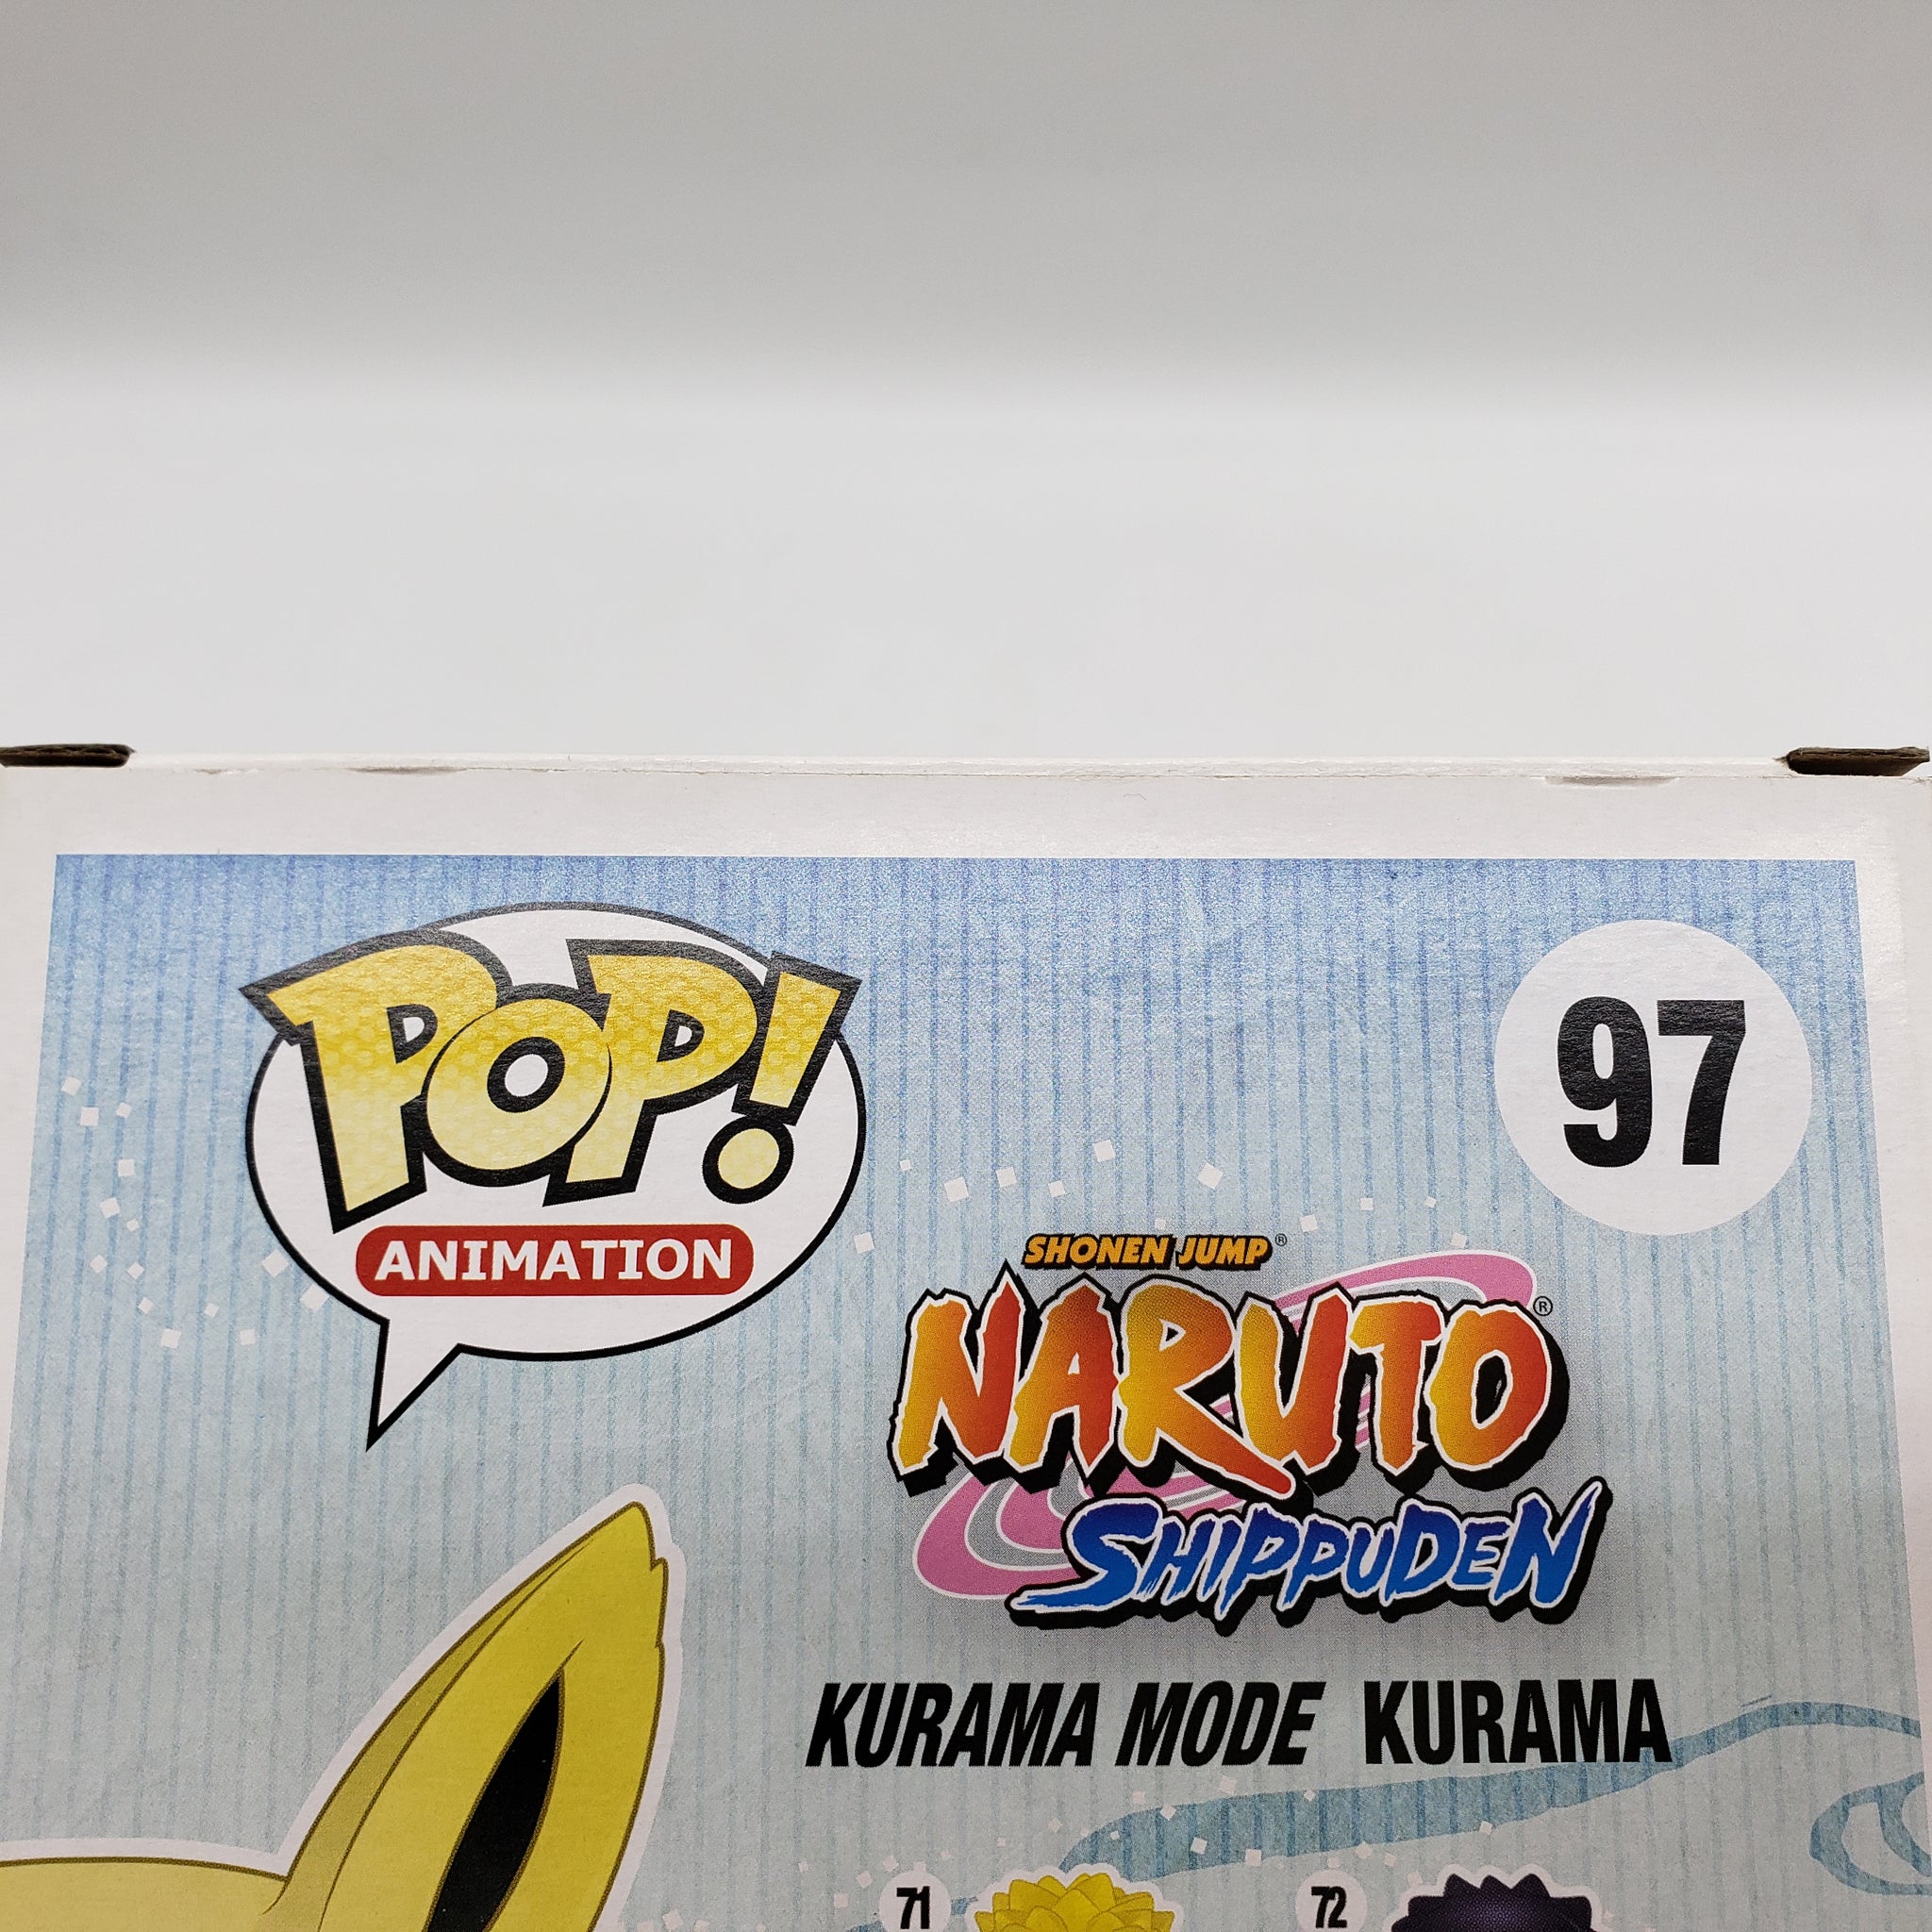 POP!
ANIMATION
97
SHONEN JUMP®
NARUTO®
SHIPPUDEN
KURAMA MODE KURAMA
71
72